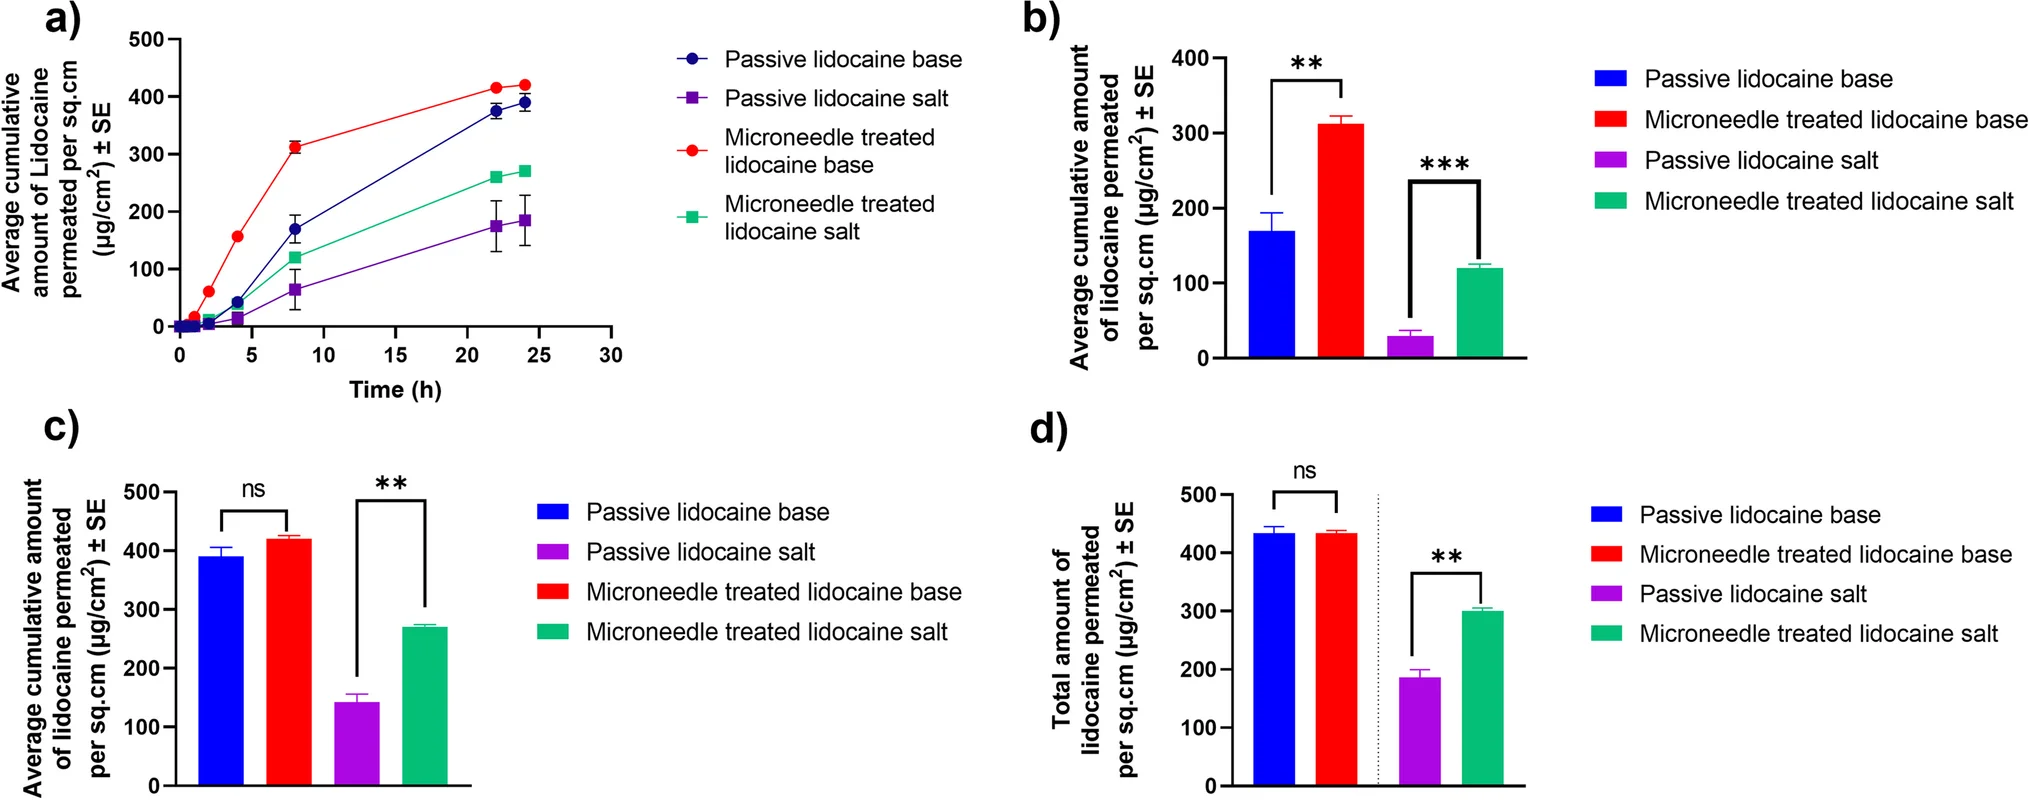 a)
Average cumulative
amount of Lidocaine
permeated per sq.cm
(µg/cm²) ± SE
500
400
300
200
100
0
0 5 10 15 20 25 30
Time (h)
Passive lidocaine base
Passive lidocaine salt
Microneedle treated
lidocaine base
Microneedle treated
lidocaine salt
b)
Average cumulative amount
of lidocaine permeated
per sq.cm (µg/cm²) ± SE
400
300
200
100
0
**
***
Passive lidocaine base
Microneedle treated lidocaine base
Passive lidocaine salt
Microneedle treated lidocaine salt
c)
Average cumulative amount
of lidocaine permeated
per sq.cm (µg/cm²) ± SE
500
400
300
200
100
0
ns
**
Passive lidocaine base
Passive lidocaine salt
Microneedle treated lidocaine base
Microneedle treated lidocaine salt
d)
Total amount of
lidocaine permeated
per sq.cm (µg/cm²) ± SE
500
400
300
200
100
0
ns
**
Passive lidocaine base
Microneedle treated lidocaine base
Passive lidocaine salt
Microneedle treated lidocaine salt